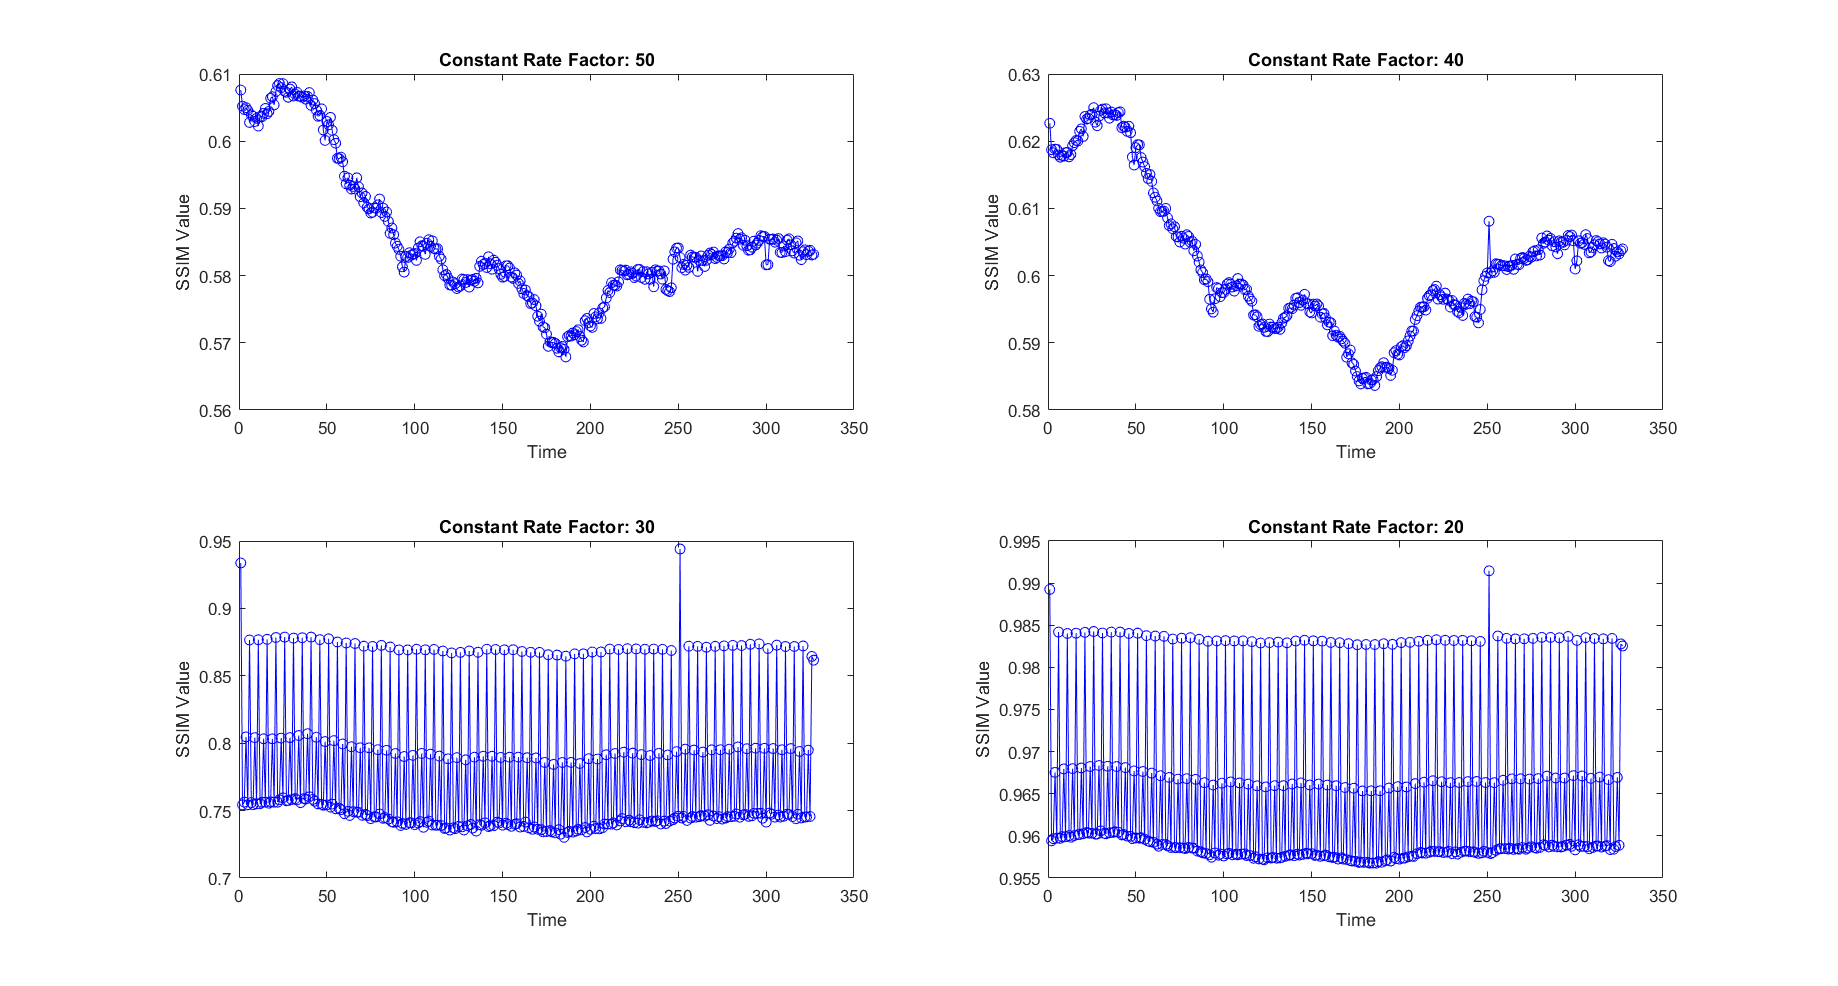 Constant Rate Factor: 50
0.61
0.6
0.59
0.58
0.57
0.56
SSIM Value
0 50 100 150 200 250 300 350
Time
Constant Rate Factor: 40
0.63
0.62
0.61
0.6
0.59
0.58
SSIM Value
0 50 100 150 200 250 300 350
Time
Constant Rate Factor: 30
0.95
0.9
0.85
0.8
0.75
0.7
SSIM Value
0 50 100 150 200 250 300 350
Time
Constant Rate Factor: 20
0.995
0.99
0.985
0.98
0.975
0.97
0.965
0.96
0.955
SSIM Value
0 50 100 150 200 250 300 350
Time